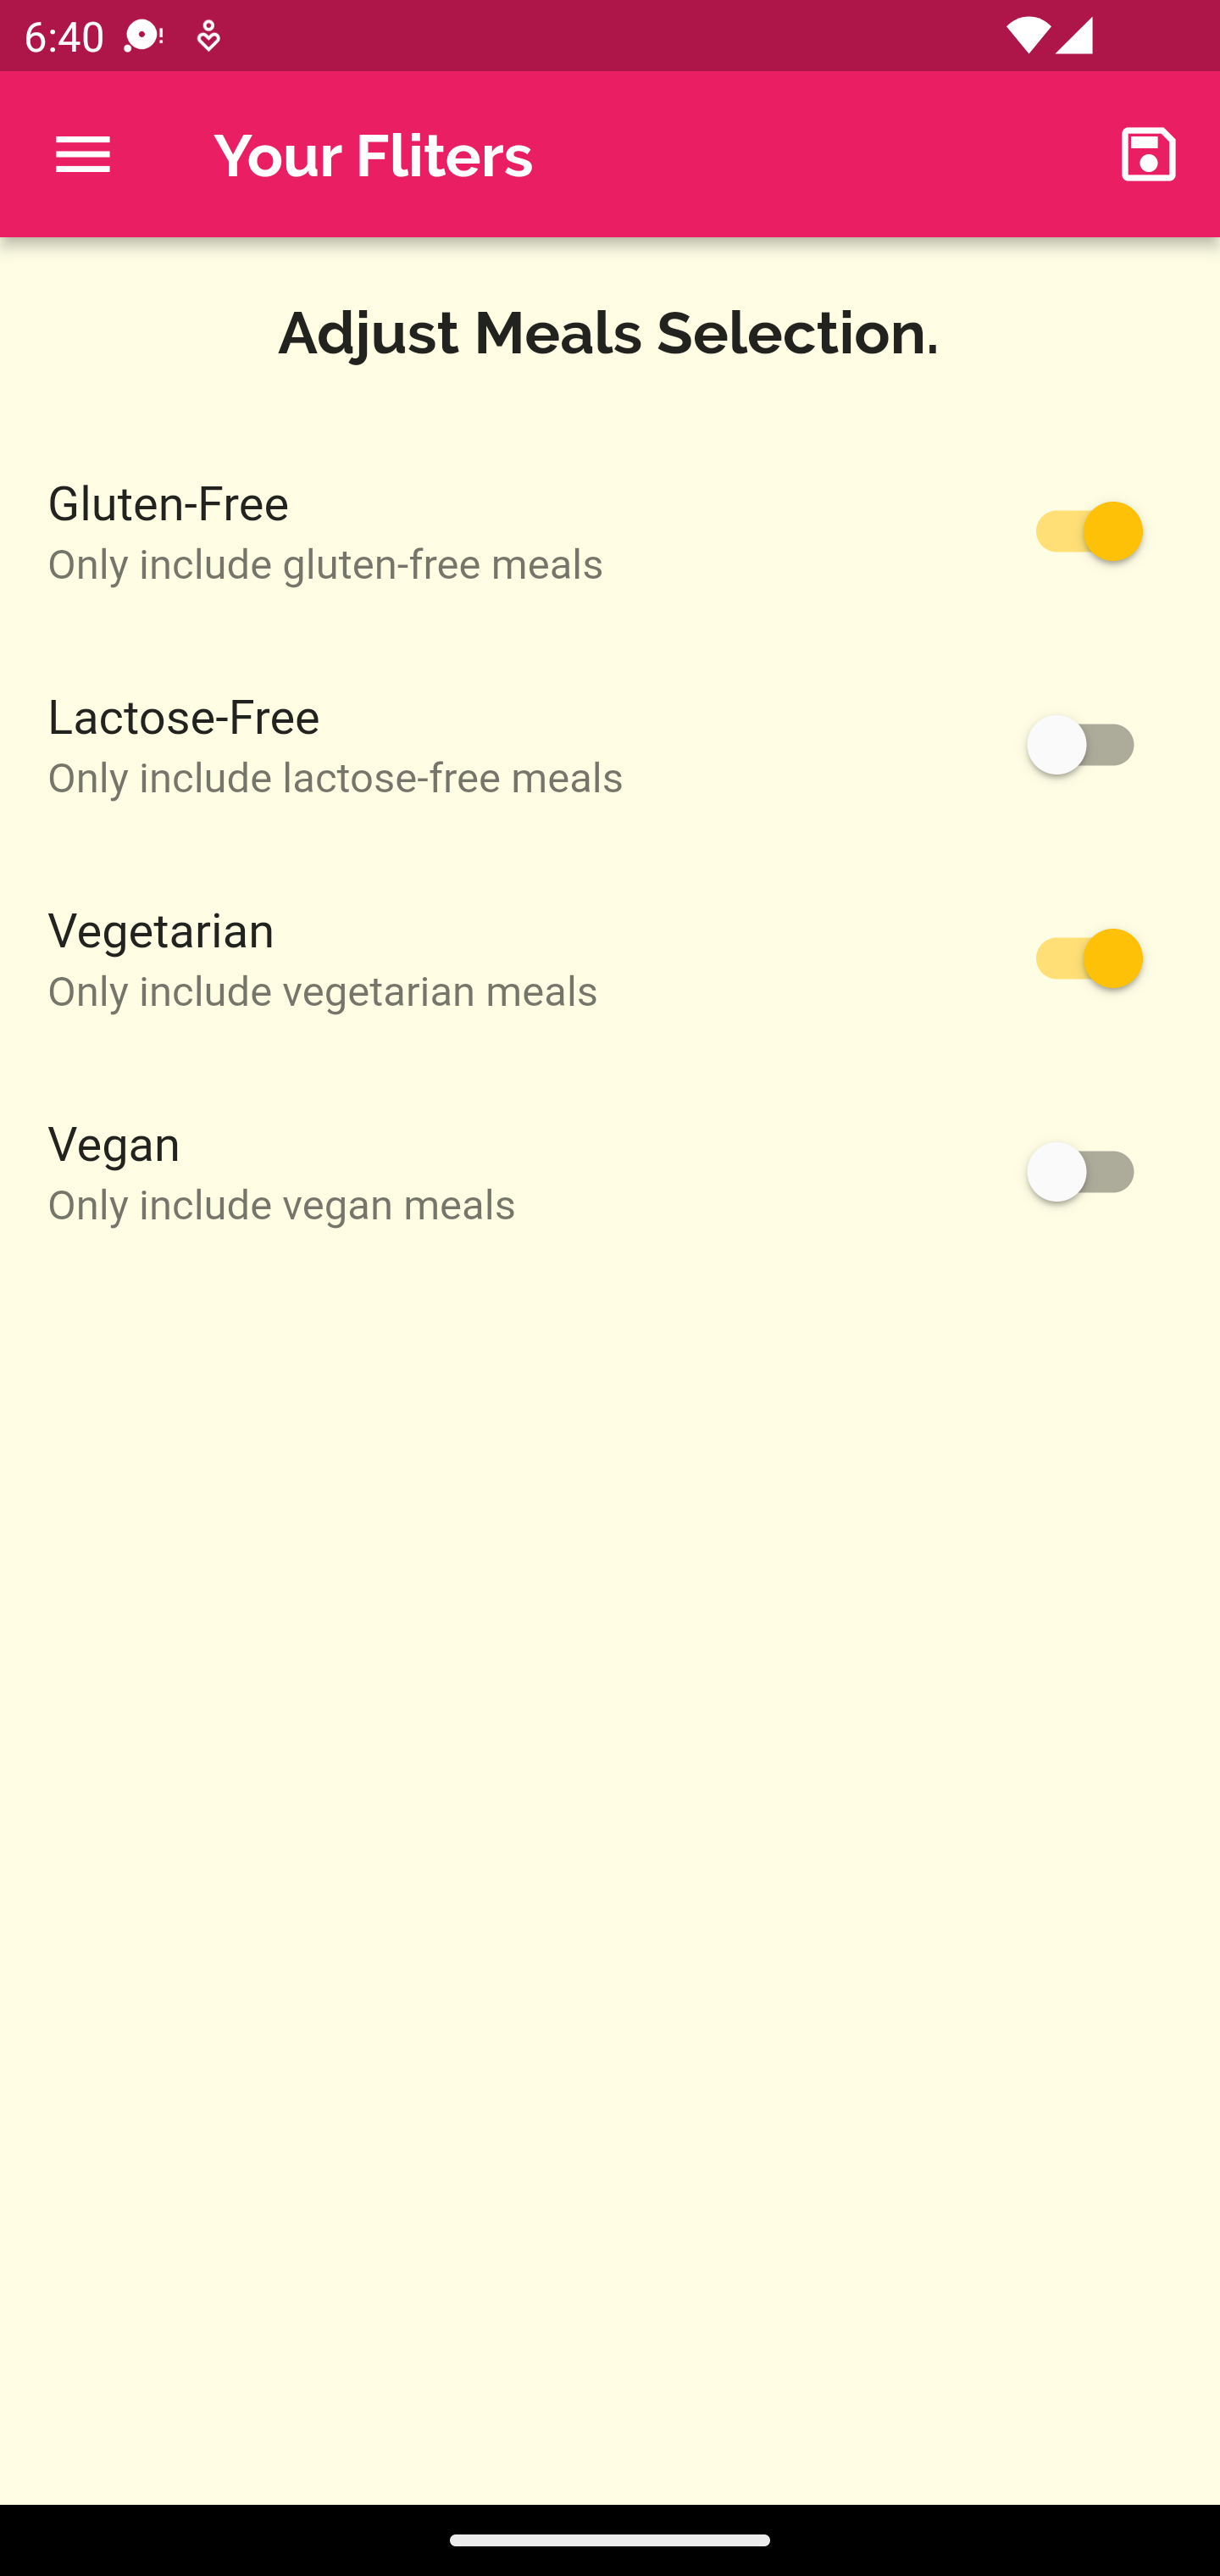 6:40
Your Fliters
Adjust Meals Selection.
Gluten-Free
Only include gluten-free meals
Lactose-Free
Only include lactose-free meals
Vegetarian
Only include vegetarian meals
Vegan
Only include vegan meals